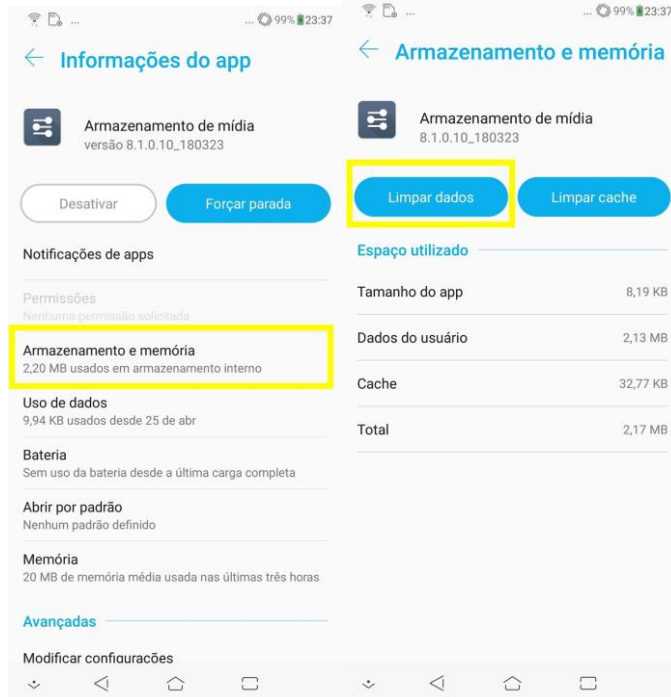 ... ... 99% 23:37
Informações do app
Armazenamento de mídia
versão 8.1.0.10_180323
Desativar Forçar parada
Notificações de apps
Permissões
Nenhuma permissão solicitada
Armazenamento e memória
2,20 MB usados em armazenamento interno
Uso de dados
9,94 KB usados desde 25 de abr
Bateria
Sem uso da bateria desde a última carga completa
Abrir por padrão
Nenhum padrão definido
Memória
20 MB de memória média usada nas últimas três horas
Avançadas
Modificar configurações
... ... 99% 23:37
Armazenamento e memória
Armazenamento de mídia
8.1.0.10_180323
Limpar dados Limpar cache
Espaço utilizado
Tamanho do app 8,19 KB
Dados do usuário 2,13 MB
Cache 32,77 KB
Total 2,17 MB